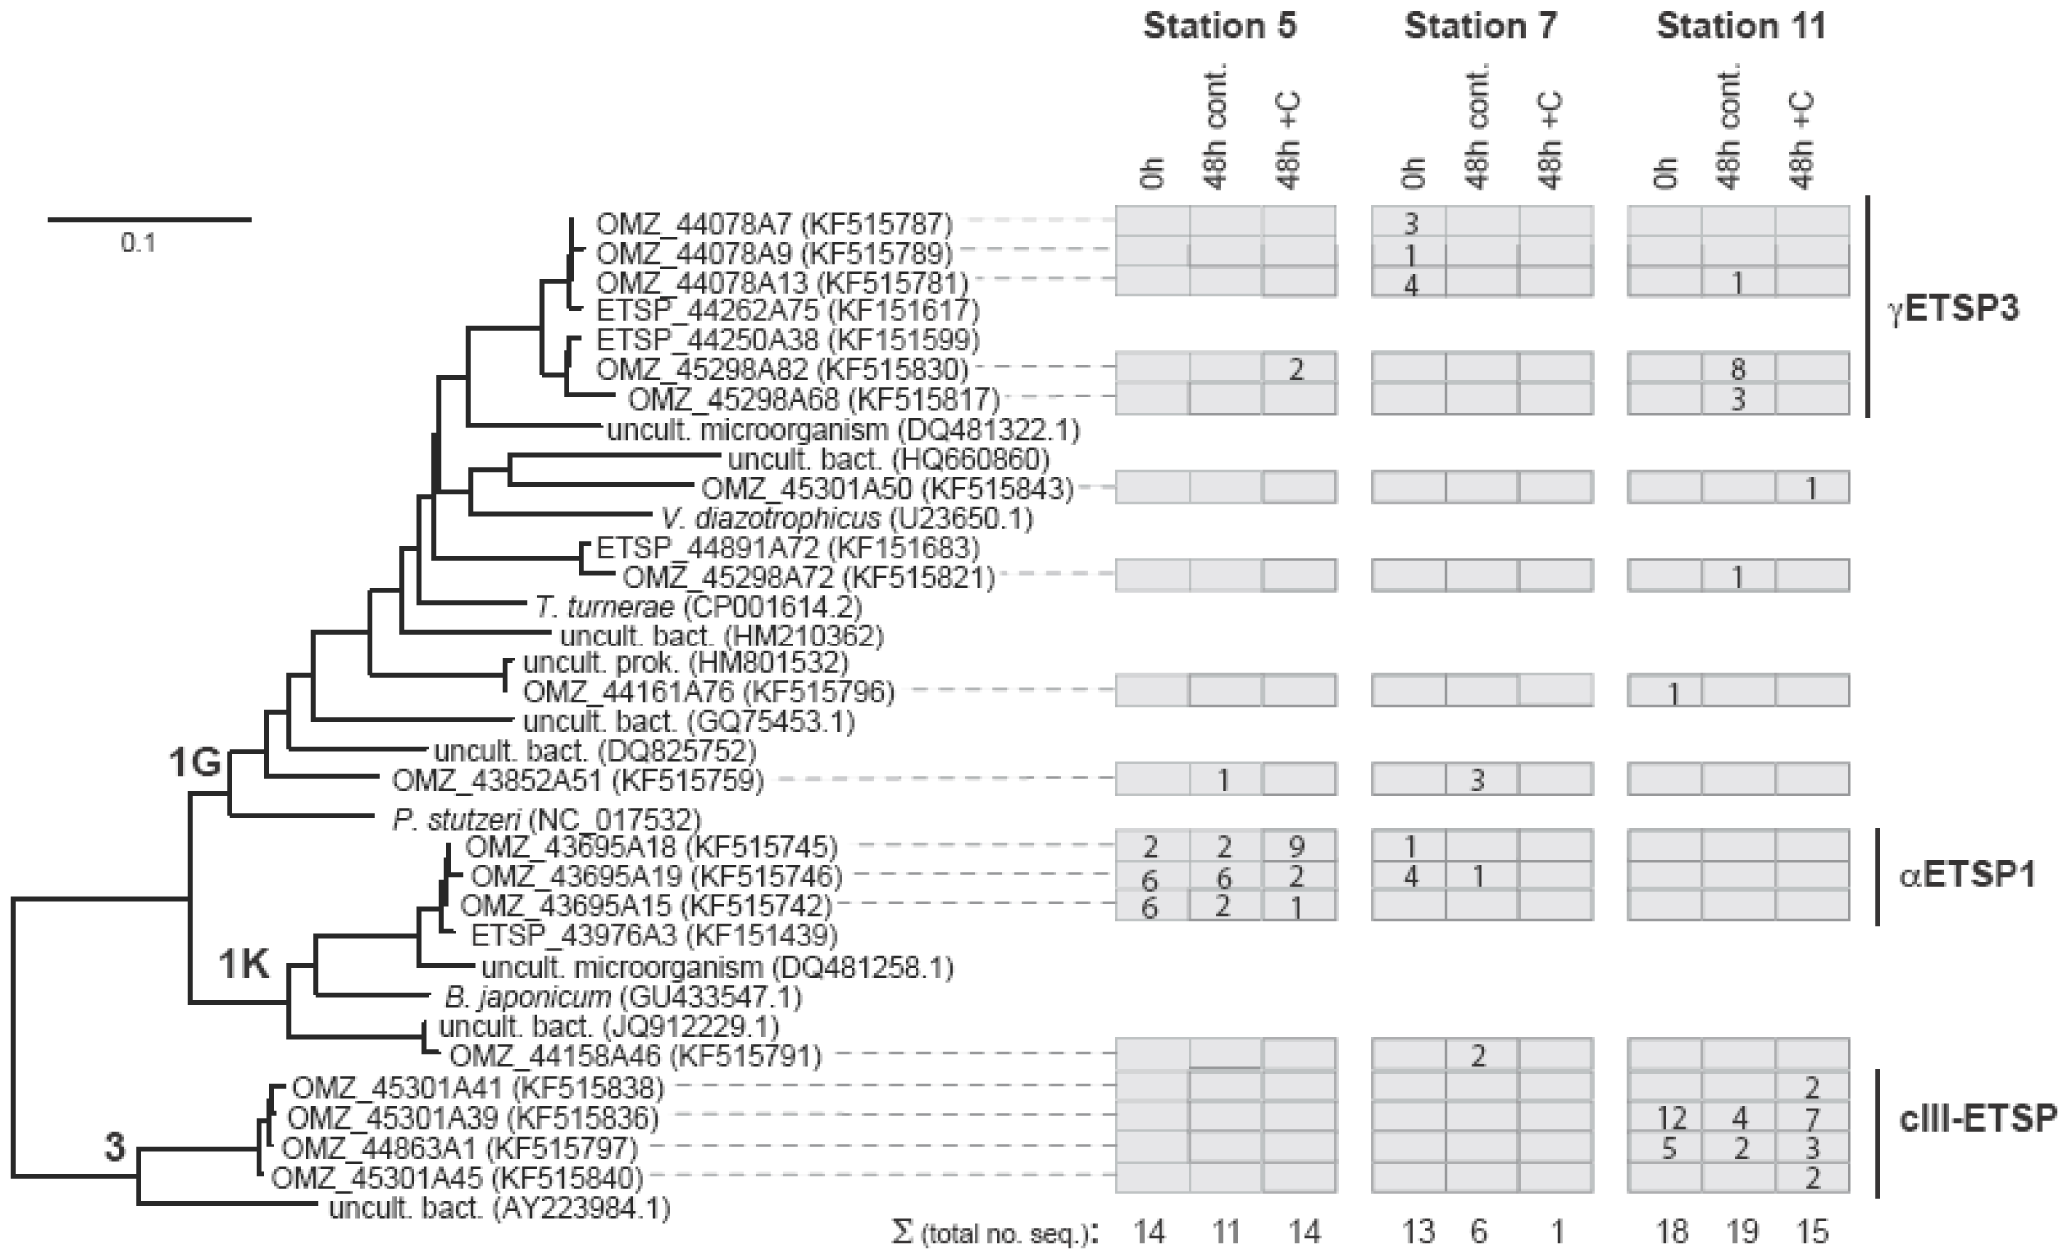 Station 5 Station 7 Station 11
0h 48h cont. 48h +C 0h 48h cont. 48h +C 0h 48h cont. 48h +C
0.1
OMZ_44078A7 (KF515787) 3
OMZ_44078A9 (KF515789) 1
OMZ_44078A13 (KF515781) 4 1
ETSP_44262A75 (KF151617)
γETSP3
ETSP_44250A38 (KF151599)
OMZ_45298A82 (KF515830) 2 8
OMZ_45298A68 (KF515817) 3
uncult. microorganism (DQ481322.1)
uncult. bact. (HQ660860)
OMZ_45301A50 (KF515843) 1
V. diazotrophicus (U23650.1)
ETSP_44891A72 (KF151683)
OMZ_45298A72 (KF515821) 1
T. turnerae (CP001614.2)
uncult. bact. (HM210362)
uncult. prok. (HM801532)
OMZ_44161A76 (KF515796) 1
uncult. bact. (GQ75453.1)
uncult. bact. (DQ825752)
1G
OMZ_43852A51 (KF515759) 1 3
P. stutzeri (NC_017532)
OMZ_43695A18 (KF515745) 2 2 9 1
OMZ_43695A19 (KF515746) 6 6 2 4 1
αETSP1
OMZ_43695A15 (KF515742) 6 2 1
ETSP_43976A3 (KF151439)
1K
uncult. microorganism (DQ481258.1)
B. japonicum (GU433547.1)
uncult. bact. (JQ912229.1)
OMZ_44158A46 (KF515791) 2
OMZ_45301A41 (KF515838) 2
OMZ_45301A39 (KF515836) 12 4 7
cIII-ETSP
3
OMZ_44863A1 (KF515797) 5 2 3
OMZ_45301A45 (KF515840) 2
uncult. bact. (AY223984.1)
Σ (total no. seq.): 14 11 14 13 6 1 18 19 15